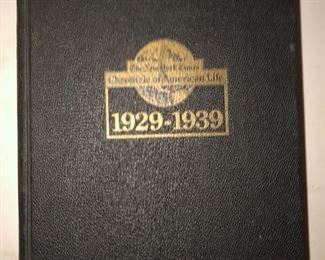 The New York Times
Chronicle of American Life
1929-1939